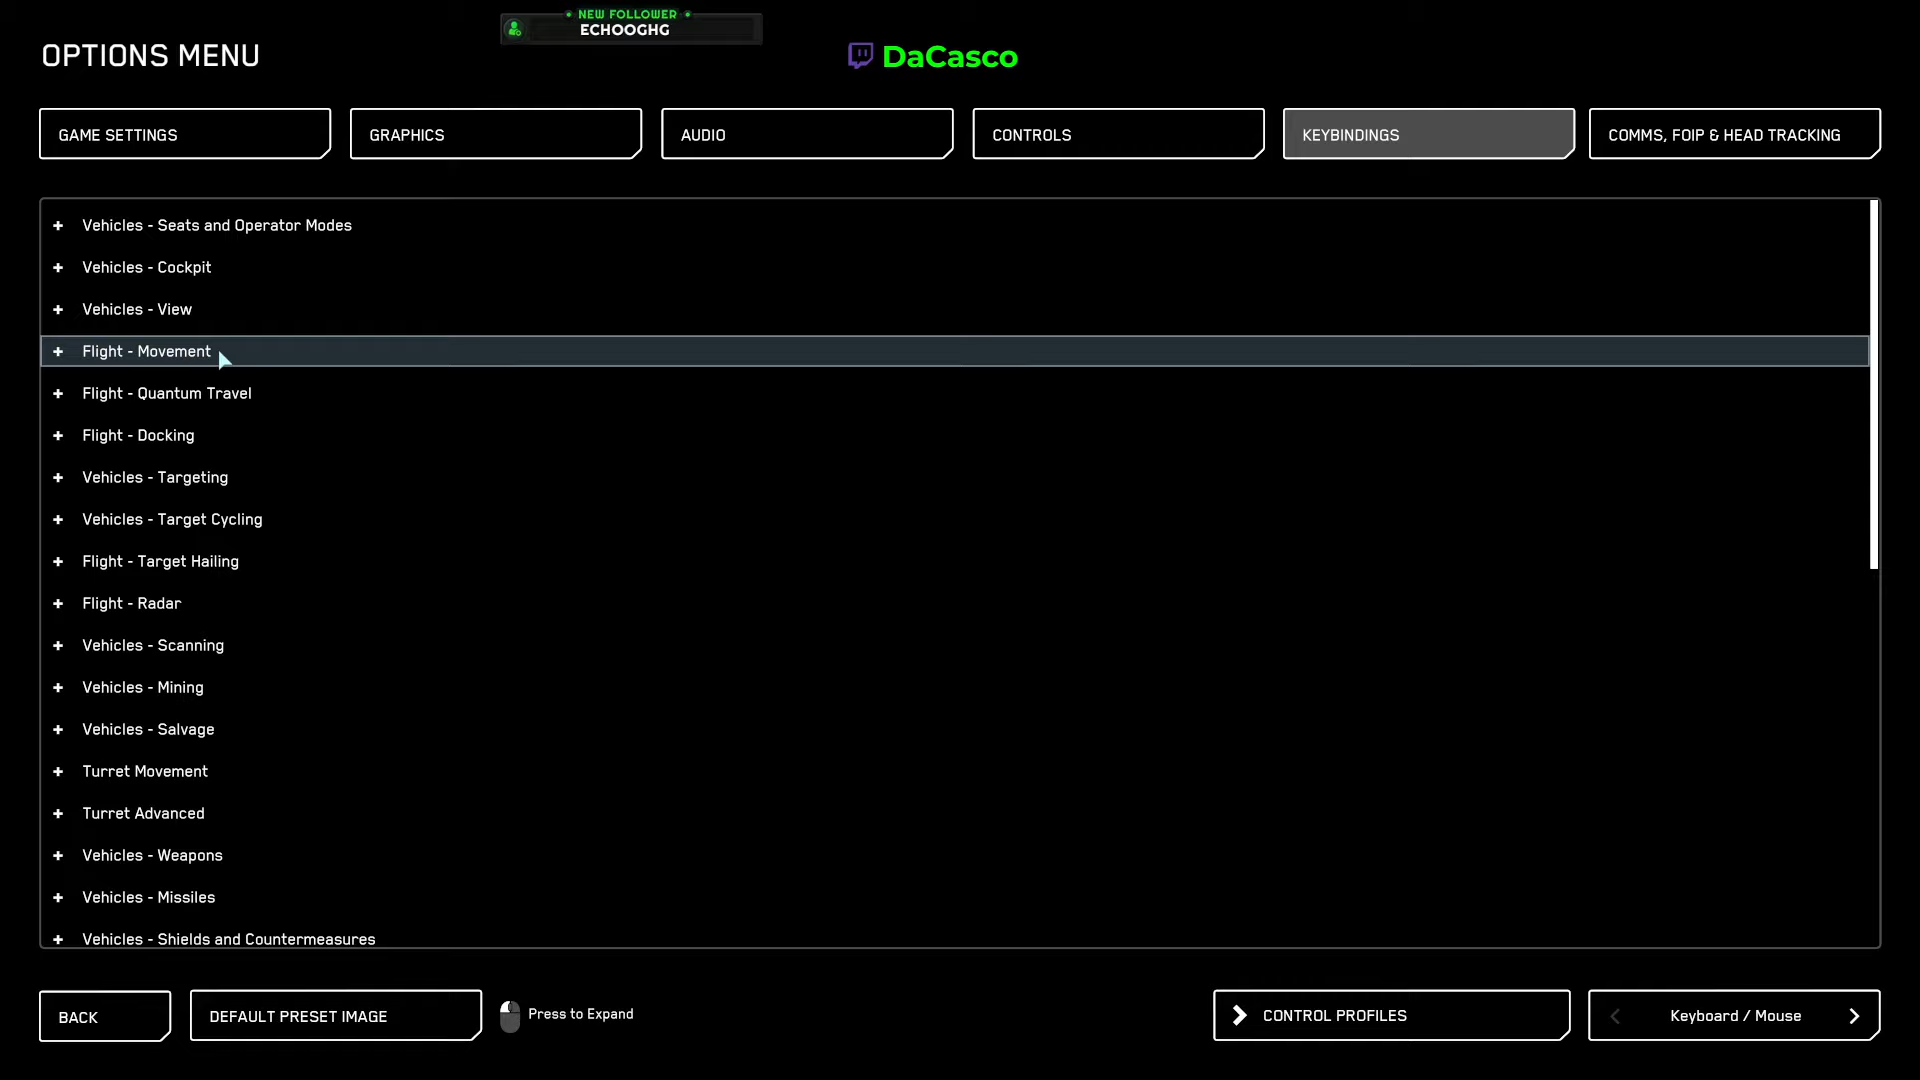 NEW FOLLOWER
ECHOOGHG
OPTIONS MENU
DaCasco
GAME SETTINGS
GRAPHICS
AUDIO
CONTROLS
KEYBINDINGS
COMMS, FOIP & HEAD TRACKING
+ Vehicles - Seats and Operator Modes
+ Vehicles - Cockpit
+ Vehicles - View
+ Flight - Movement
+ Flight - Quantum Travel
+ Flight - Docking
+ Vehicles - Targeting
+ Vehicles - Target Cycling
+ Flight - Target Hailing
+ Flight - Radar
+ Vehicles - Scanning
+ Vehicles - Mining
+ Vehicles - Salvage
+ Turret Movement
+ Turret Advanced
+ Vehicles - Weapons
+ Vehicles - Missiles
+ Vehicles - Shields and Countermeasures
BACK
DEFAULT PRESET IMAGE
Press to Expand
CONTROL PROFILES
Keyboard / Mouse